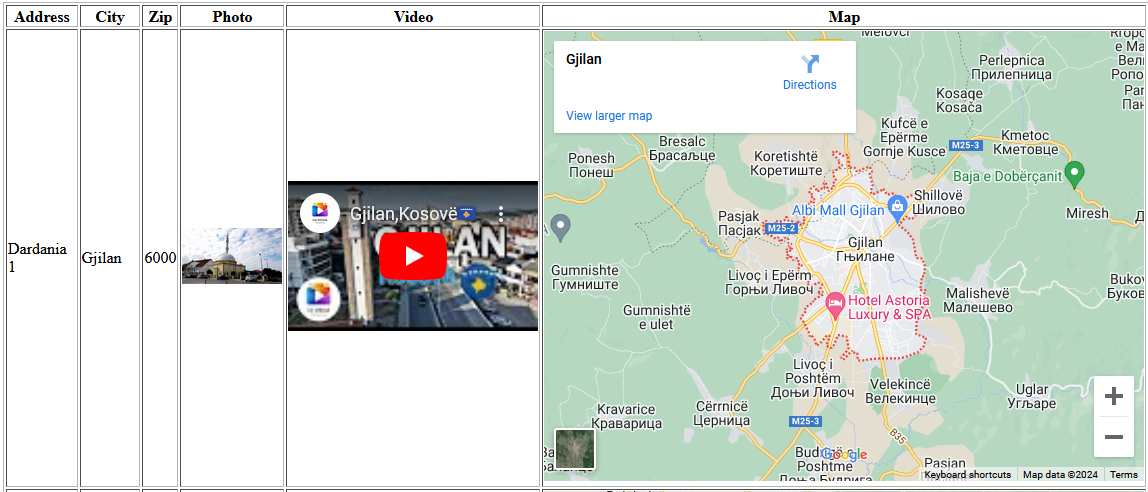 Address City Zip Photo Video Map
Dardania
1
Gjilan
6000
Gjilan,Kosovë
GJILAN
Gjilan
Directions
View larger map
Melovci
Perlepnica
Прилепница
Kosaqe
Косача
Kufcë e
Epërme
Gornje Kusce
M25-3
Kmetoc
Кметовце
Bresalc
Брасаљце
Ponesh
Понеш
Koretishtë
Коретиште
Baja e Dobërçanit
Shillovë
Шилово
Miresh
Albi Mall Gjilan
Pasjak
Пасјак
M25-2
Gjilan
Гњилане
Gumnishte
Гумниште
Livoç i Epërm
Горњи Ливоч
Malishevë
Малешево
Gumnishtë
e ulet
Hotel Astoria
Luxury & SPA
Livoç i
Poshtëm
Доњи Ливоч
Velekincë
Велекинце
Uglar
Угљаре
Kravarice
Кравариса
Cërrnicë
Церница
M25-3
B35
Google
Poshtme
Pasjan
Keyboard shortcuts
Map data ©2024
Terms